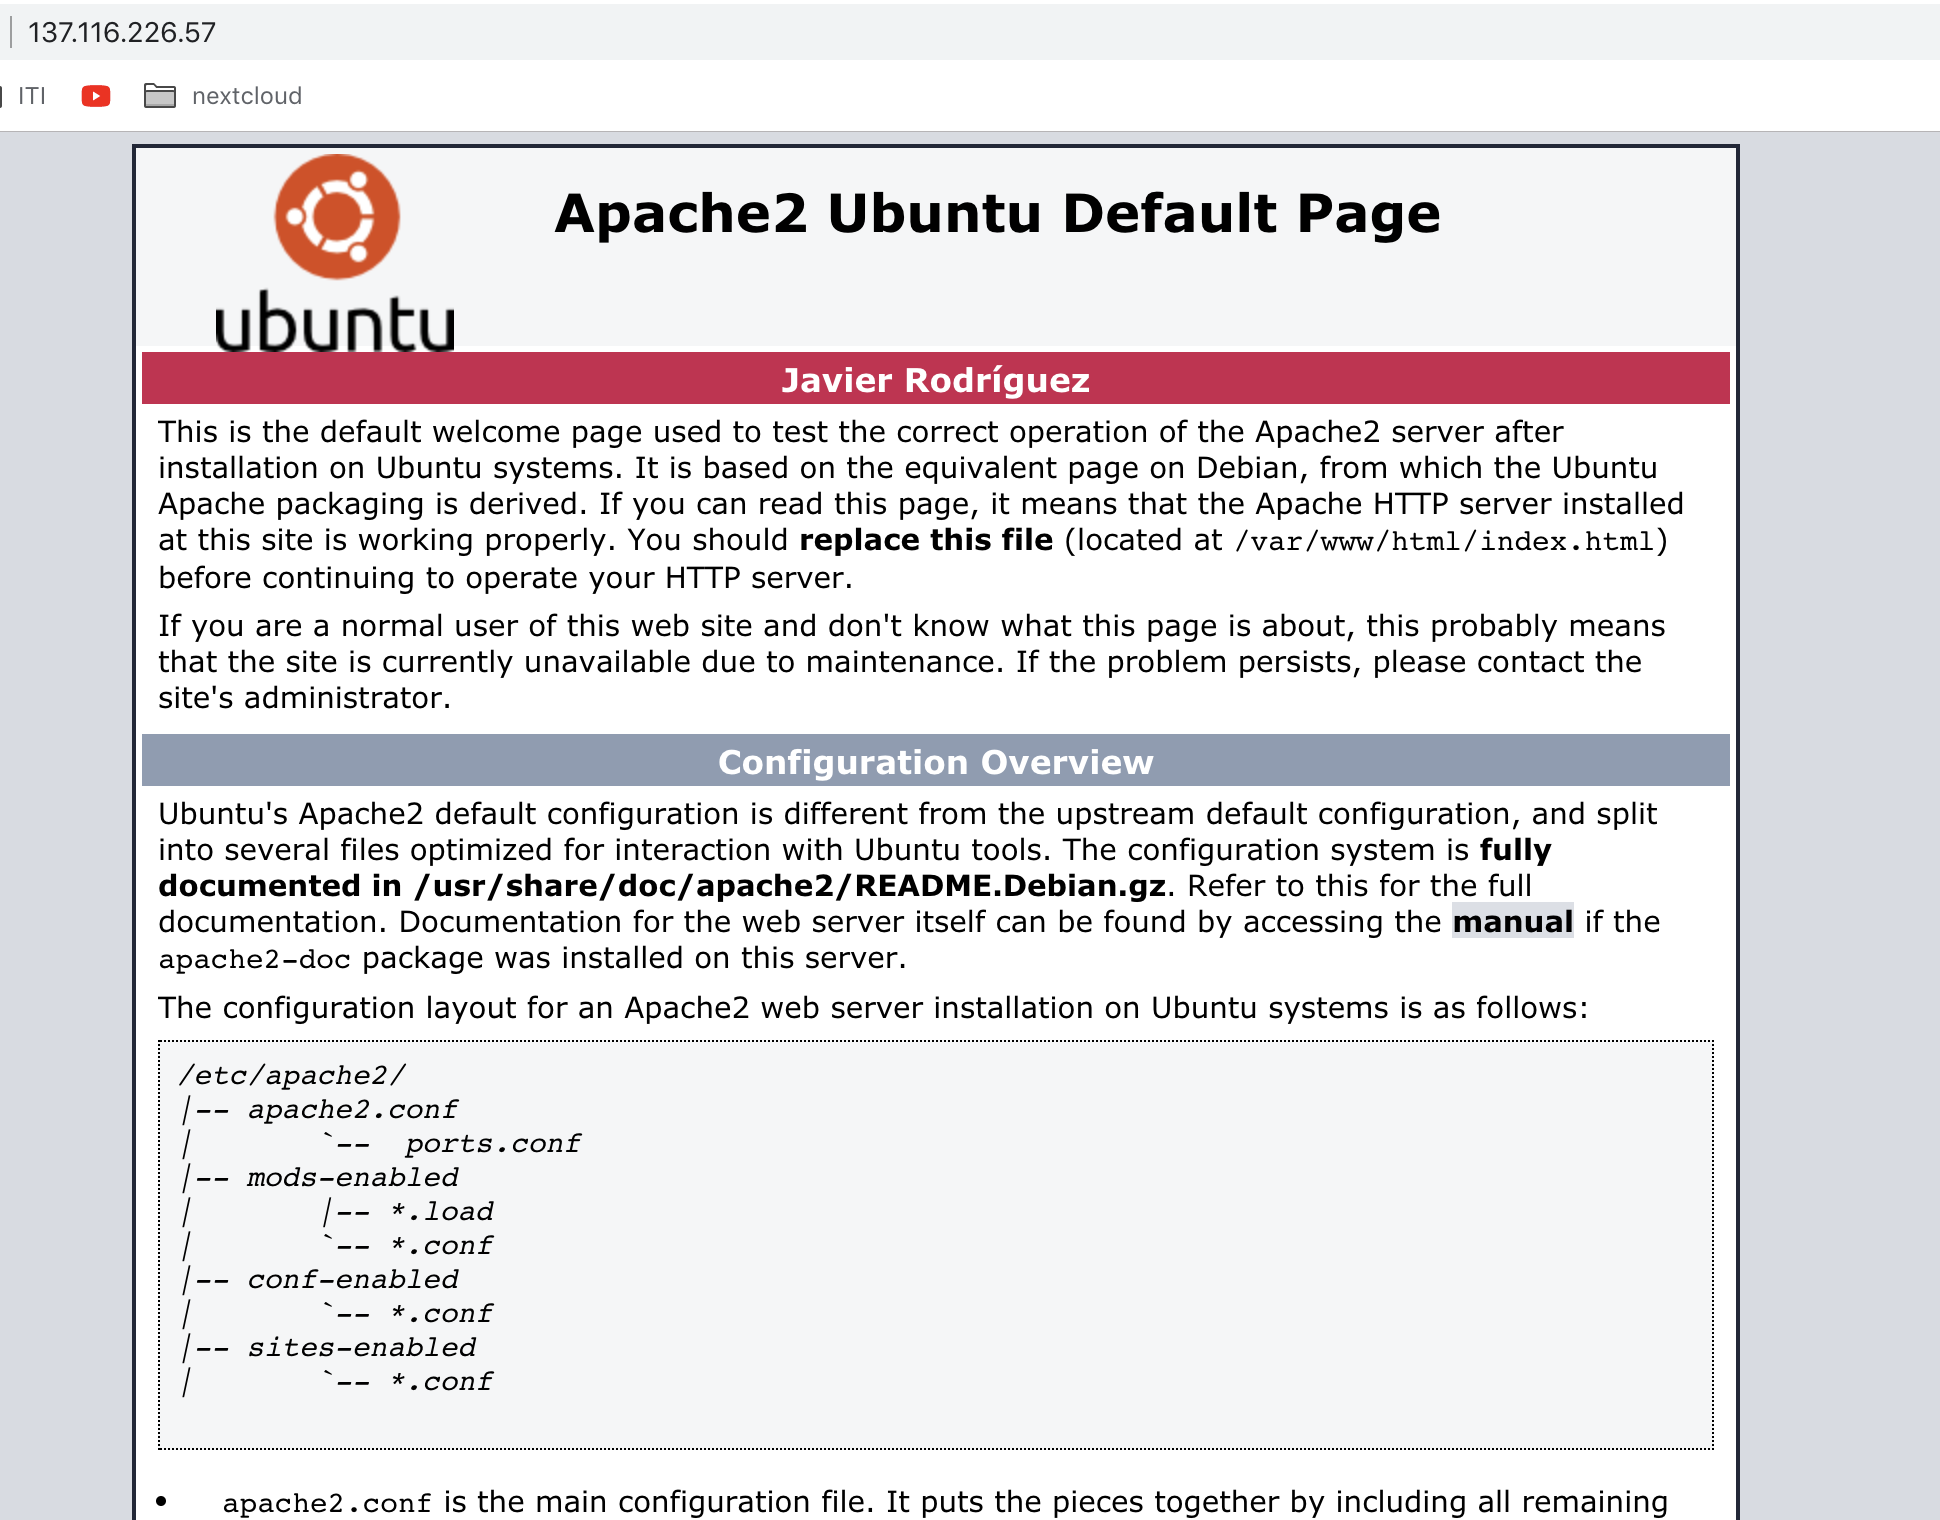 137.116.226.57
ITI
nextcloud
ubuntu
Apache2 Ubuntu Default Page
Javier Rodríguez
This is the default welcome page used to test the correct operation of the Apache2 server after
installation on Ubuntu systems. It is based on the equivalent page on Debian, from which the Ubuntu
Apache packaging is derived. If you can read this page, it means that the Apache HTTP server installed
at this site is working properly. You should replace this file (located at /var/www/html/index.html)
before continuing to operate your HTTP server.
If you are a normal user of this web site and don't know what this page is about, this probably means
that the site is currently unavailable due to maintenance. If the problem persists, please contact the
site's administrator.
Configuration Overview
Ubuntu's Apache2 default configuration is different from the upstream default configuration, and split
into several files optimized for interaction with Ubuntu tools. The configuration system is fully
documented in /usr/share/doc/apache2/README.Debian.gz. Refer to this for the full
documentation. Documentation for the web server itself can be found by accessing the manual if the
apache2-doc package was installed on this server.
The configuration layout for an Apache2 web server installation on Ubuntu systems is as follows:
/etc/apache2/
|-- apache2.conf
|       `--  ports.conf
|-- mods-enabled
|       |-- *.load
|       `-- *.conf
|-- conf-enabled
|       `-- *.conf
|-- sites-enabled
|       `-- *.conf
• apache2.conf is the main configuration file. It puts the pieces together by including all remaining